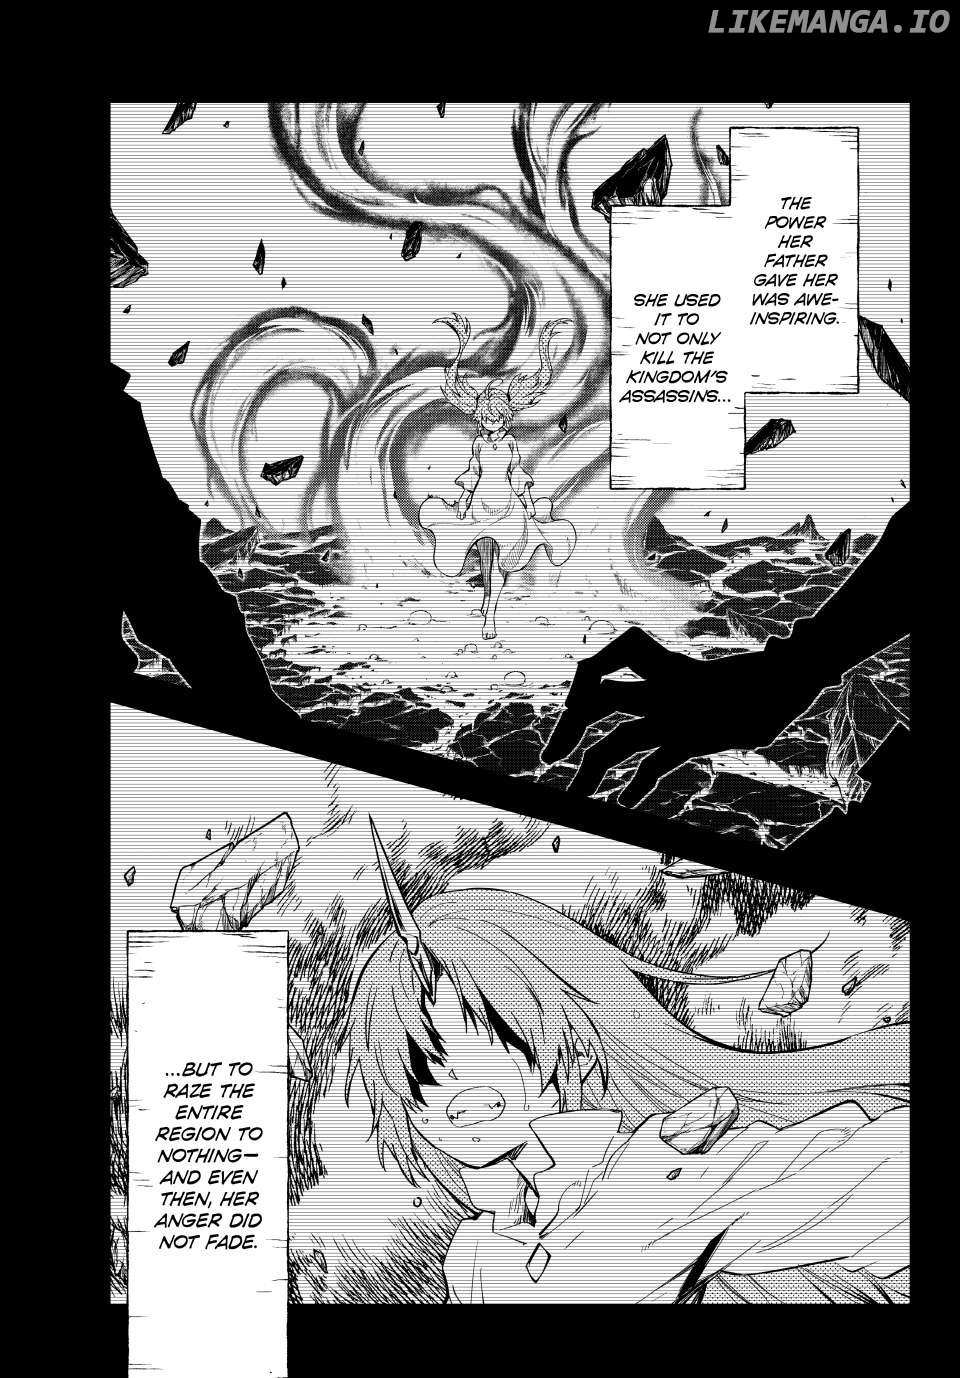 LIKEMANGA.IO
THE
POWER
HER
FATHER
GAVE HER
WAS AWE-
INSPIRING.
SHE USED
IT TO
NOT ONLY
KILL THE
KINGDOM'S
ASSASSINS...
...BUT TO
RAZE THE
ENTIRE
REGION TO
NOTHING—
AND EVEN
THEN, HER
ANGER DID
NOT FADE.